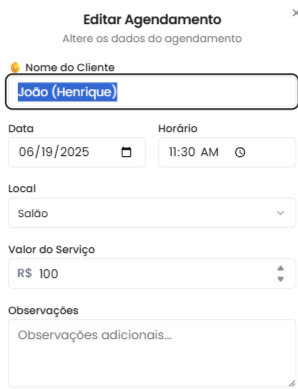 Editar Agendamento
Altere os dados do agendamento
Nome do Cliente
João (Henrique)
Data
Horário
06/19/2025
11:30 AM
Local
Salão
Valor do Serviço
R$ 100
Observações
Observações adicionais...